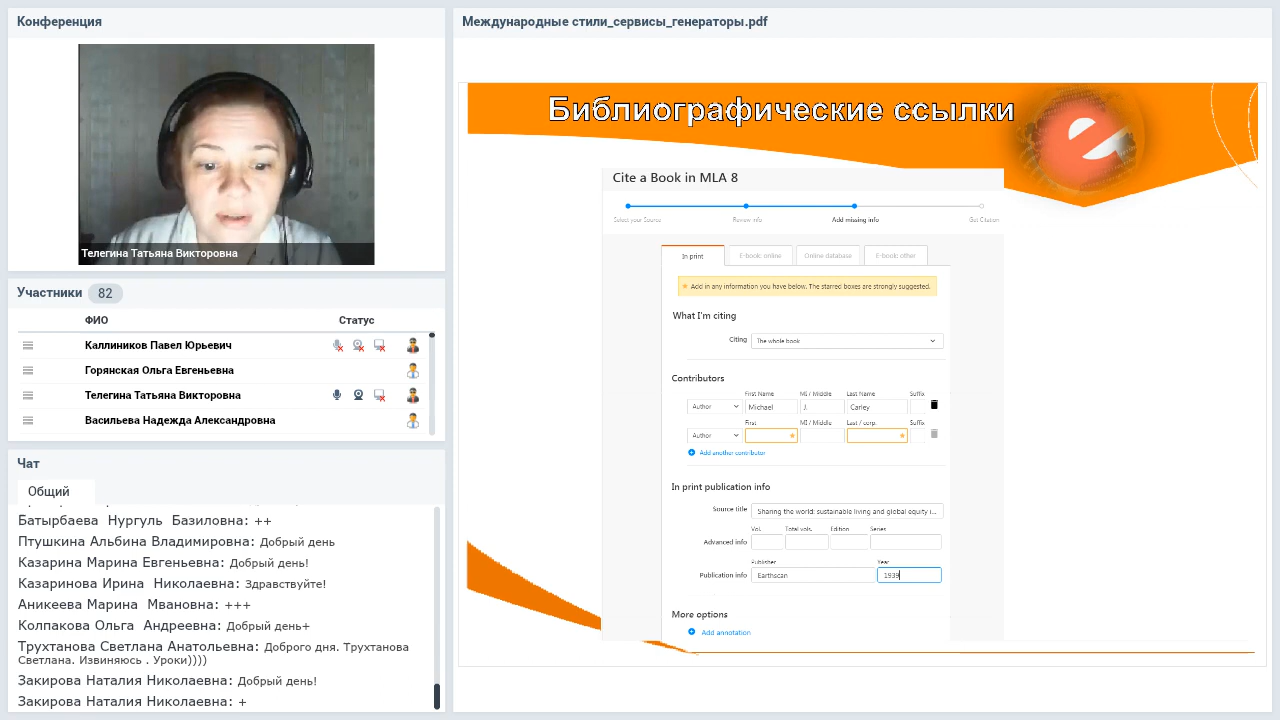 Конференция
Телегина Татьяна Викторовна
Участники 82
ФИО Статус
Каллиников Павел Юрьевич
Горянская Ольга Евгеньевна
Телегина Татьяна Викторовна
Васильева Надежда Александровна
Чат
Общий
Батырбаева Нургуль Базиловна: ++
Птушкина Альбина Владимировна: Добрый день
Казарина Марина Евгеньевна: Добрый день!
Казаринова Ирина Николаевна: Здравствуйте!
Аникеева Марина Мвановна: +++
Колпакова Ольга Андреевна: Добрый день+
Трухтанова Светлана Анатольевна: Доброго дня. Трухтанова
Светлана. Извиняюсь . Уроки))))
Закирова Наталия Николаевна: Добрый день!
Закирова Наталия Николаевна: +
Международные стили_сервисы_генераторы.pdf
Библиографические ссылки
Cite a Book in MLA 8
Select your Source Review info Add missing info Get Citation
In print E-book: online Online database E-book: other
Add in any information you have below. The starred boxes are strongly suggested.
What I'm citing
Citing The whole book
Contributors
First Name MI / Middle Last Name Suffix
Author Michael J. Carley
First MI / Middle Last / corp. Suffix
Author
Add another contributor
In print publication info
Source title Sharing the world: sustainable living and global equity i...
Vol. Total vols. Edition Series
Advanced info
Publisher Year
Publication info Earthscan 1939
More options
Add annotation